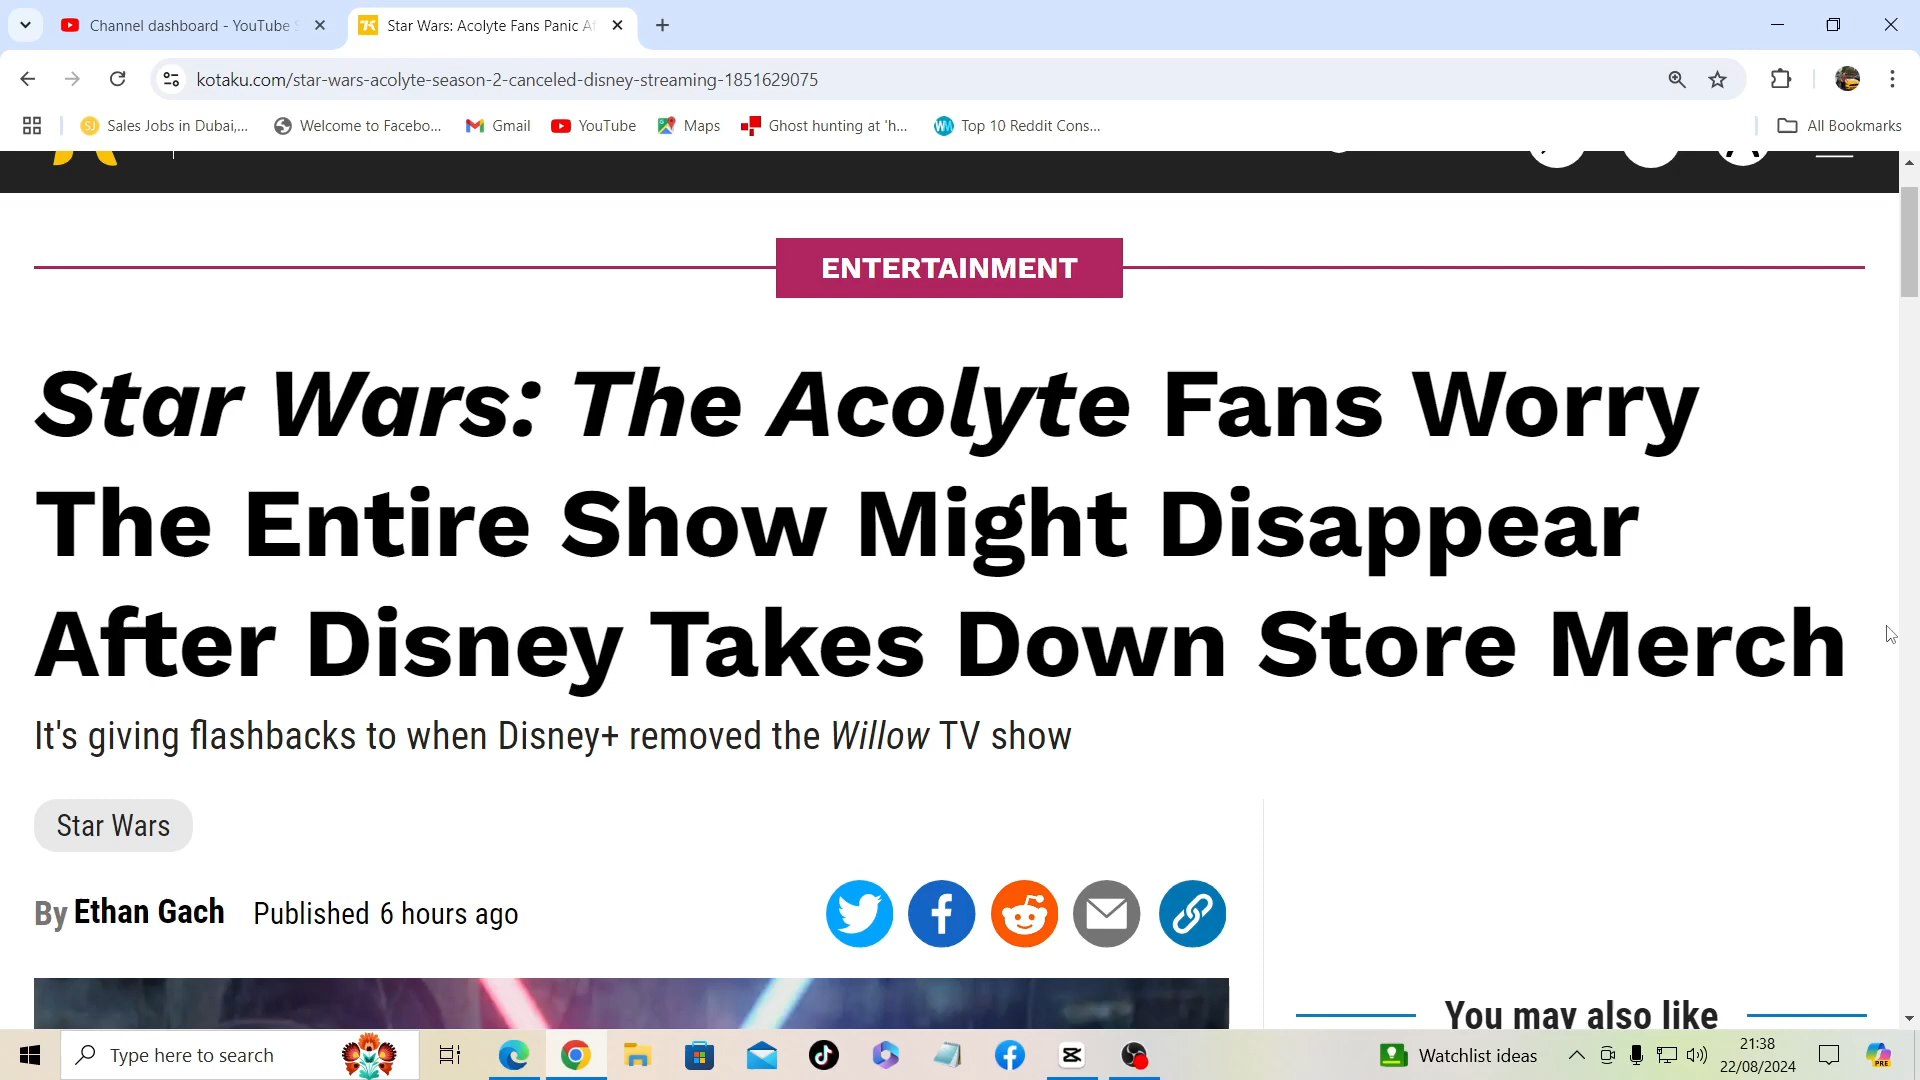 Channel dashboard - YouTube S
Star Wars: Acolyte Fans Panic Af
kotaku.com/star-wars-acolyte-season-2-canceled-disney-streaming-1851629075
Sales Jobs in Dubai,...
Welcome to Facebo...
Gmail
YouTube
Maps
Ghost hunting at 'h...
Top 10 Reddit Cons...
All Bookmarks
ENTERTAINMENT
Star Wars: The Acolyte Fans Worry
The Entire Show Might Disappear
After Disney Takes Down Store Merch
It's giving flashbacks to when Disney+ removed the Willow TV show
Star Wars
By Ethan Gach Published 6 hours ago
You may also like
Type here to search
Watchlist ideas
21:38
22/08/2024
PRE